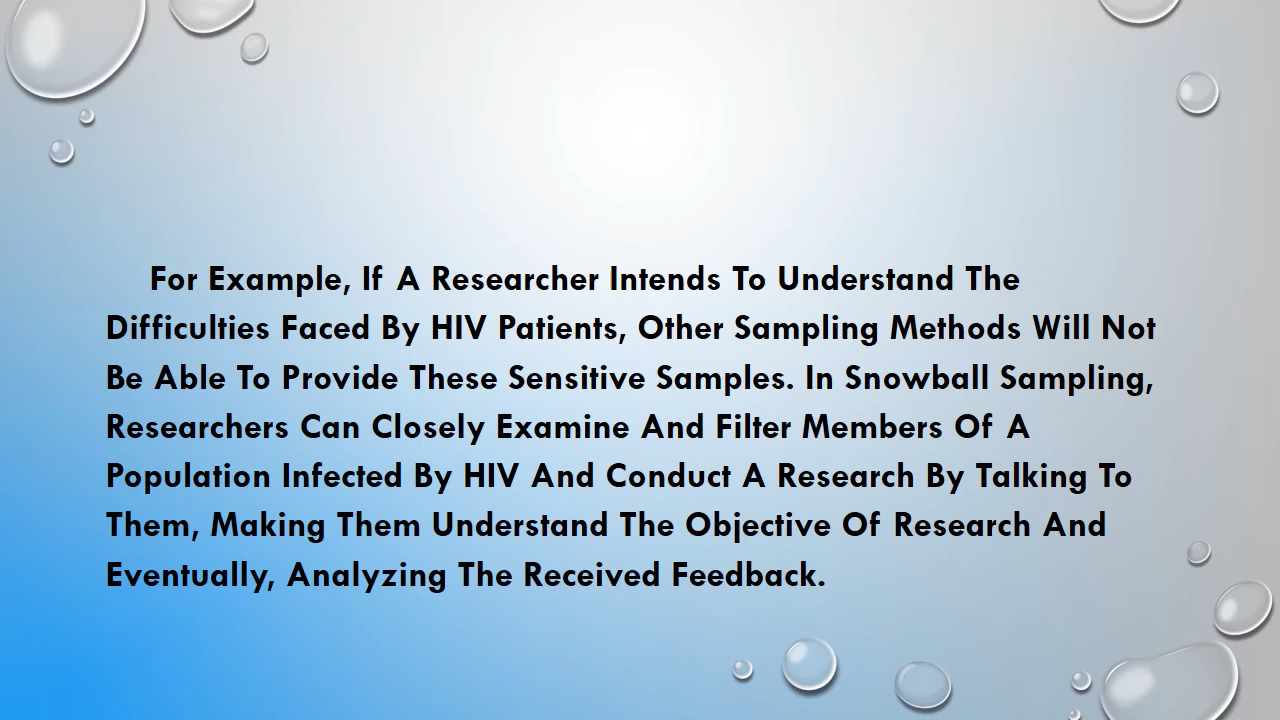 For Example, If A Researcher Intends To Understand The
Difficulties Faced By HIV Patients, Other Sampling Methods Will Not
Be Able To Provide These Sensitive Samples. In Snowball Sampling,
Researchers Can Closely Examine And Filter Members Of A
Population Infected By HIV And Conduct A Research By Talking To
Them, Making Them Understand The Objective Of Research And
Eventually, Analyzing The Received Feedback.